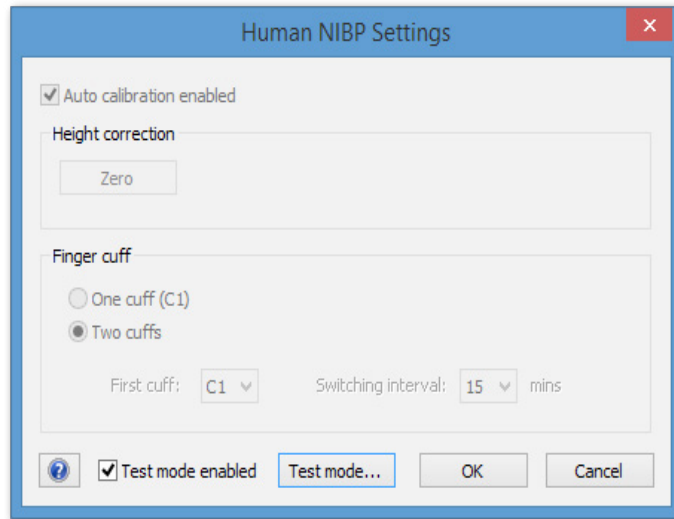 Human NIBP Settings
Auto calibration enabled
Height correction
Zero
Finger cuff
One cuff (C1)
Two cuffs
First cuff: C1 Switching interval: 15 mins
? Test mode enabled Test mode... OK Cancel